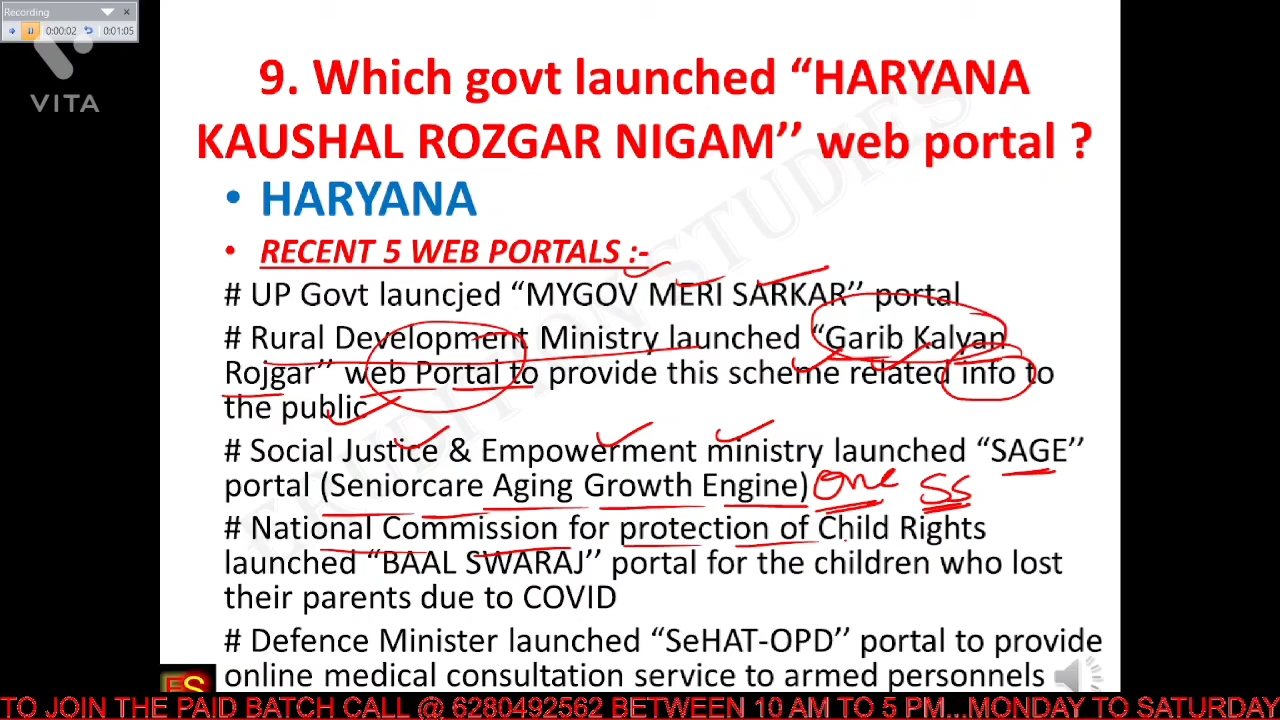 Recording
0:00:02
0:01:05
VITA
9. Which govt launched “HARYANA
KAUSHAL ROZGAR NIGAM’’ web portal ?
• HARYANA
• RECENT 5 WEB PORTALS :-
# UP Govt launcjed “MYGOV MERI SARKAR’’ portal
# Rural Development Ministry launched “Garib Kalyan
Rojgar’’ web Portal to provide this scheme related info to
the public
# Social Justice & Empowerment ministry launched “SAGE’’
portal (Seniorcare Aging Growth Engine) One SS
# National Commission for protection of Child Rights
launched “BAAL SWARAJ’’ portal for the children who lost
their parents due to COVID
# Defence Minister launched “SeHAT-OPD’’ portal to provide
online medical consultation service to armed personnels
ERUDITION STUDIES
ES
TO JOIN THE PAID BATCH CALL @ 6280492562 BETWEEN 10 AM TO 5 PM...MONDAY TO SATURDAY